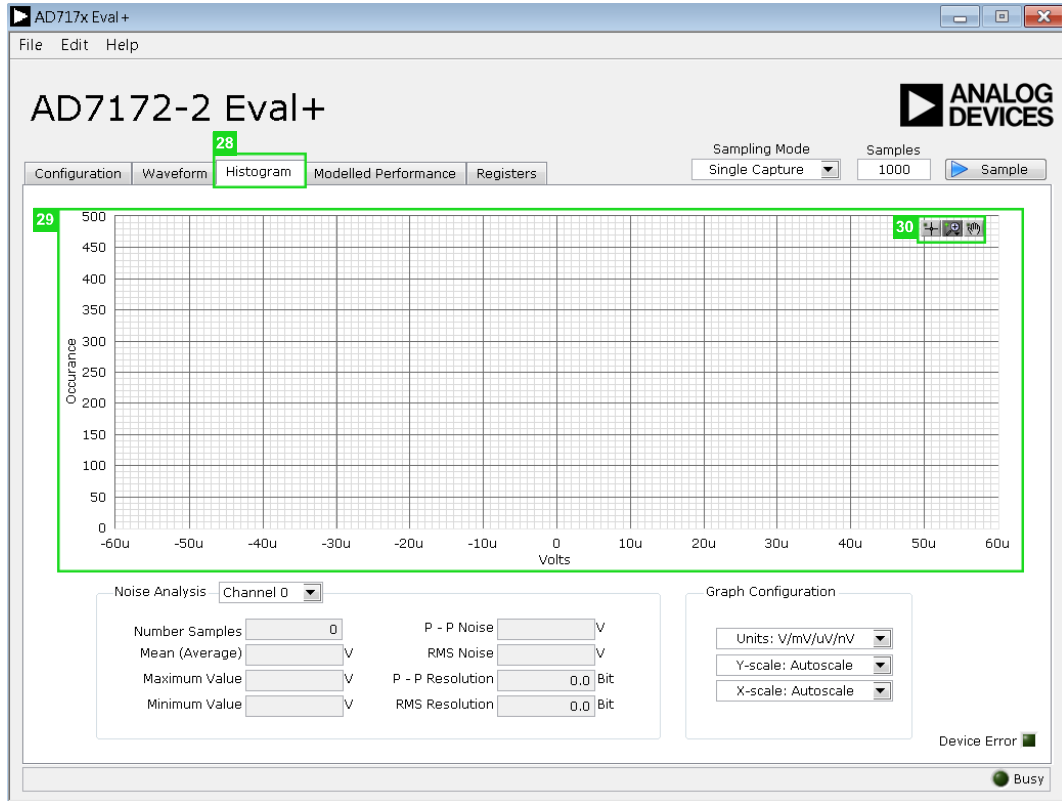 AD717x Eval+
File Edit Help
AD7172-2 Eval+
ANALOG
DEVICES
28
Sampling Mode Samples
Configuration Waveform Histogram Modelled Performance Registers Single Capture 1000 Sample
29
30
500
450
400
350
300
250
200
150
100
50
0
Occurance
-60u -50u -40u -30u -20u -10u 0 10u 20u 30u 40u 50u 60u
Volts
Noise Analysis Channel 0
Number Samples 0
Mean (Average) V
Maximum Value V
Minimum Value V
P - P Noise V
RMS Noise V
P - P Resolution 0.0 Bit
RMS Resolution 0.0 Bit
Graph Configuration
Units: V/mV/uV/nV
Y-scale: Autoscale
X-scale: Autoscale
Device Error
Busy